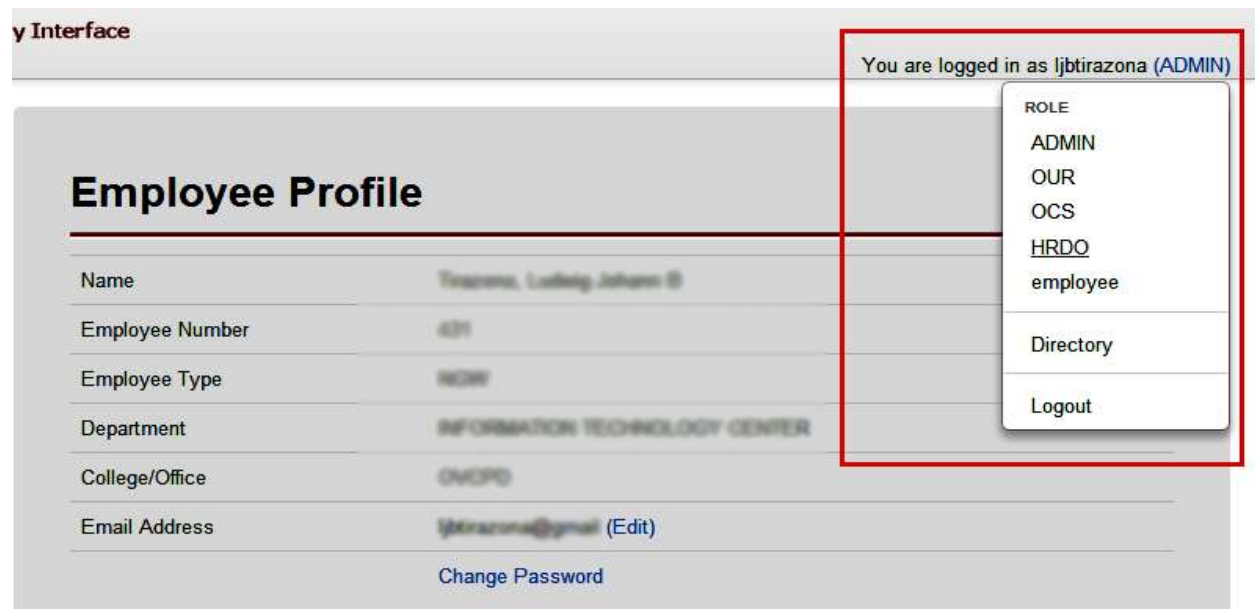 y Interface
You are logged in as ljbtirazona (ADMIN)
ROLE
ADMIN
OUR
OCS
HRDO
employee
Directory
Logout
Employee Profile
Name
Employee Number
Employee Type
Department
College/Office
Email Address (Edit)
Change Password